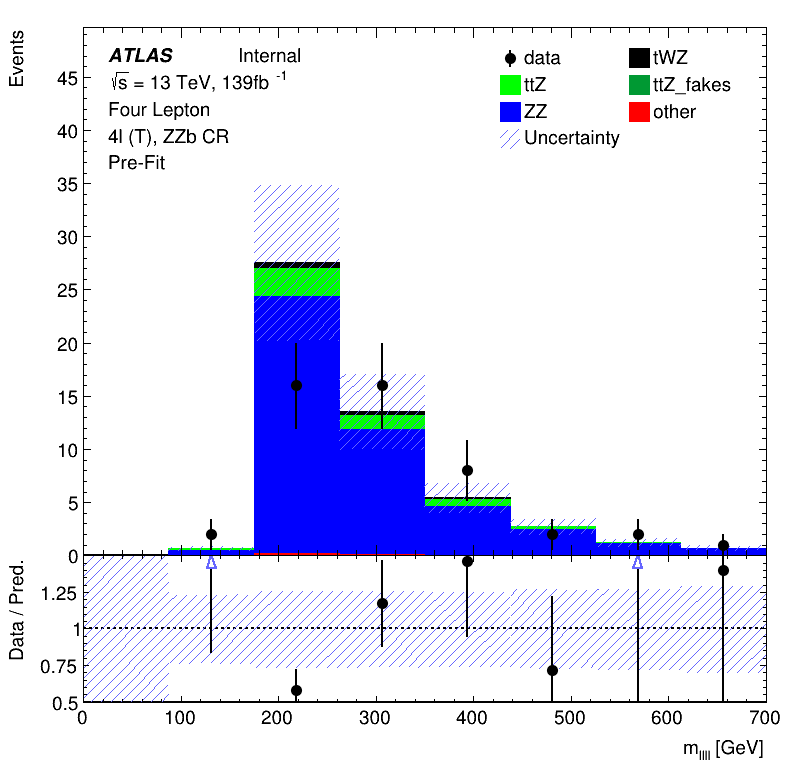 Events
ATLAS Internal
√s = 13 TeV, 139fb -1
Four Lepton
4l (T), ZZb CR
Pre-Fit
data
tWZ
ttZ
ttZ_fakes
ZZ
other
Uncertainty
45
40
35
30
25
20
15
10
5
0
Data / Pred.
1.25
1
0.75
0.5
0 100 200 300 400 500 600 700
m_llll [GeV]